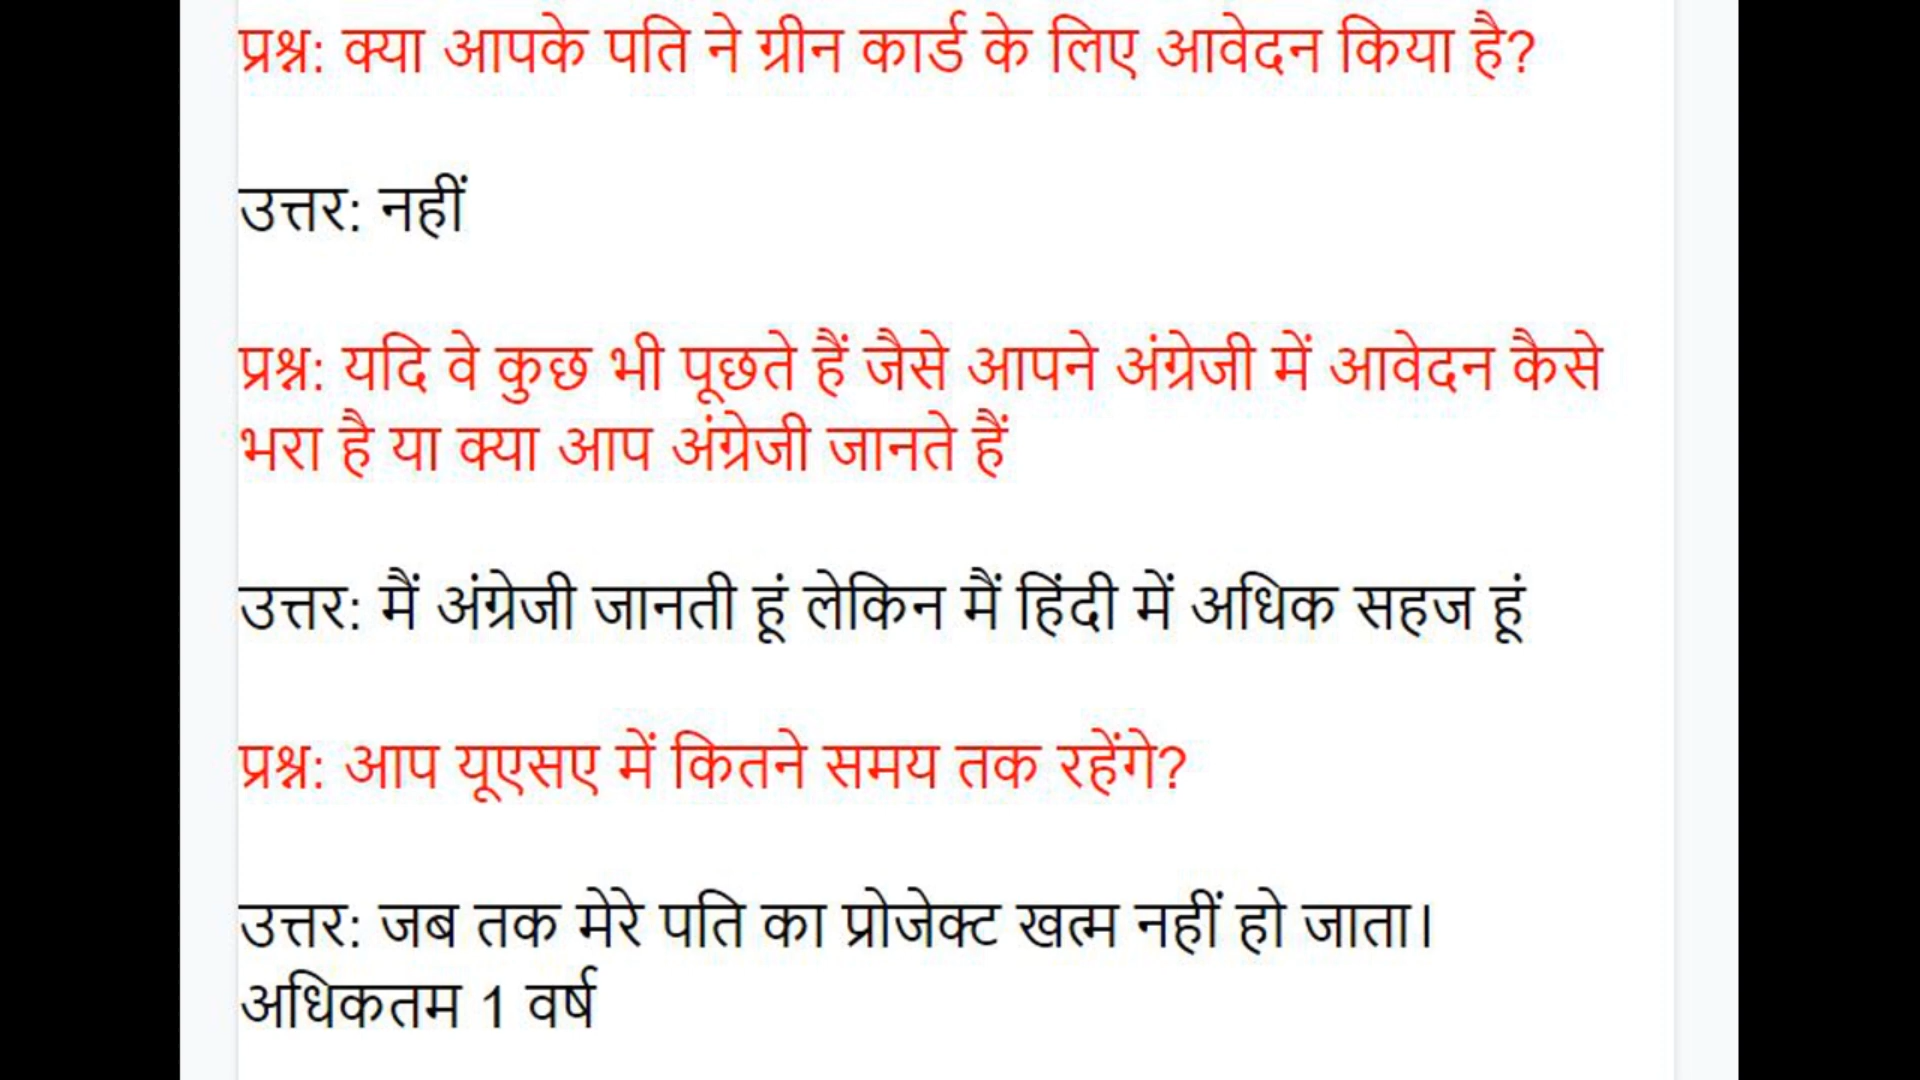 प्रश्न: क्या आपके पति ने ग्रीन कार्ड के लिए आवेदन किया है?
उत्तर: नहीं
प्रश्न: यदि वे कुछ भी पूछते हैं जैसे आपने अंग्रेजी में आवेदन कैसे
भरा है या क्या आप अंग्रेजी जानते हैं
उत्तर: मैं अंग्रेजी जानती हूं लेकिन मैं हिंदी में अधिक सहज हूं
प्रश्न: आप यूएसए में कितने समय तक रहेंगे?
उत्तर: जब तक मेरे पति का प्रोजेक्ट खत्म नहीं हो जाता।
अधिकतम 1 वर्ष